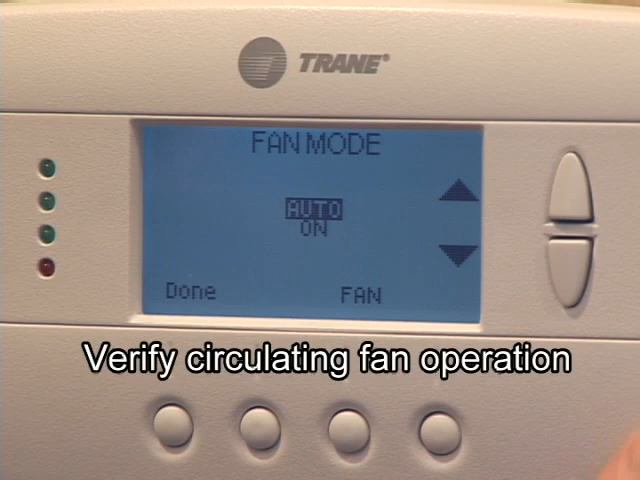 TRANE®
FAN MODE
AUTO
ON
Done FAN
Verify circulating fan operation